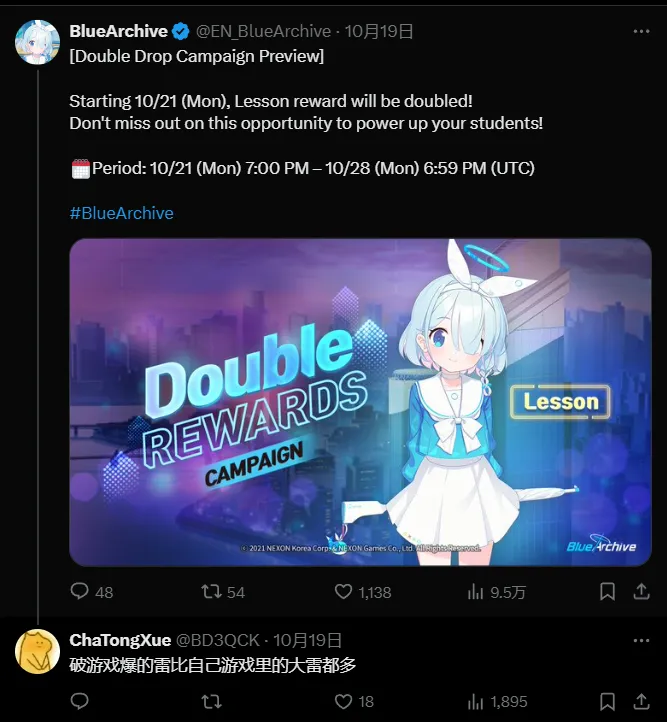 BlueArchive @EN_BlueArchive · 10月19日
[Double Drop Campaign Preview]
Starting 10/21 (Mon), Lesson reward will be doubled!
Don't miss out on this opportunity to power up your students!
Period: 10/21 (Mon) 7:00 PM – 10/28 (Mon) 6:59 PM (UTC)
#BlueArchive
Double
REWARDS
CAMPAIGN
Lesson
© 2021 NEXON Korea Corp. & NEXON Games Co., Ltd. All Rights Reserved.
BlueArchive
48 54 1,138 9.5万
ChaTongXue @BD3QCK · 10月19日
破游戏爆的雷比自己游戏里的大雷都多
18 1,895